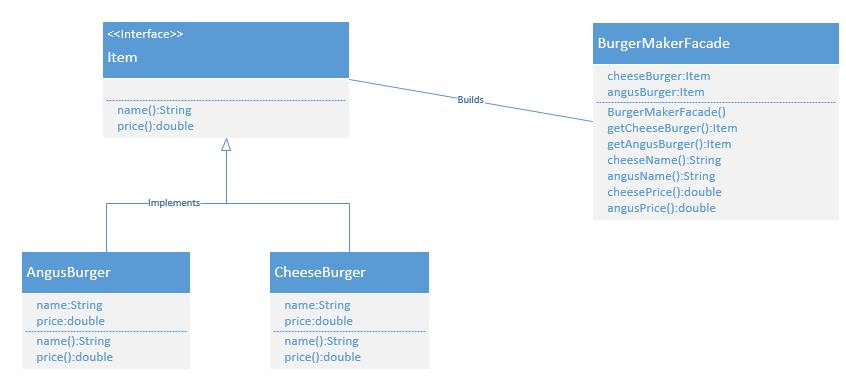 <<Interface>>
Item
name():String
price():double
Builds
BurgerMakerFacade
cheeseBurger:Item
angusBurger:Item
BurgerMakerFacade()
getCheeseBurger():Item
getAngusBurger():Item
cheeseName():String
angusName():String
cheesePrice():double
angusPrice():double
Implements
AngusBurger
name:String
price:double
name():String
price():double
CheeseBurger
name:String
price:double
name():String
price():double